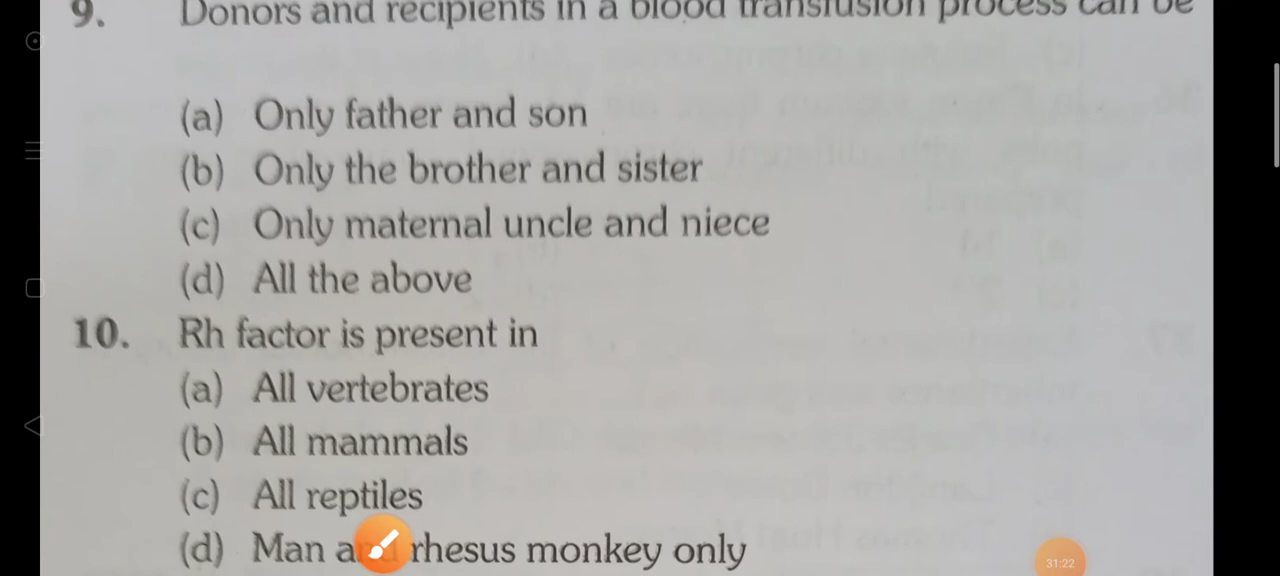 9. Donors and recipients in a blood transfusion process can be
(a) Only father and son
(b) Only the brother and sister
(c) Only maternal uncle and niece
(d) All the above
10. Rh factor is present in
(a) All vertebrates
(b) All mammals
(c) All reptiles
(d) Man and rhesus monkey only
31:22